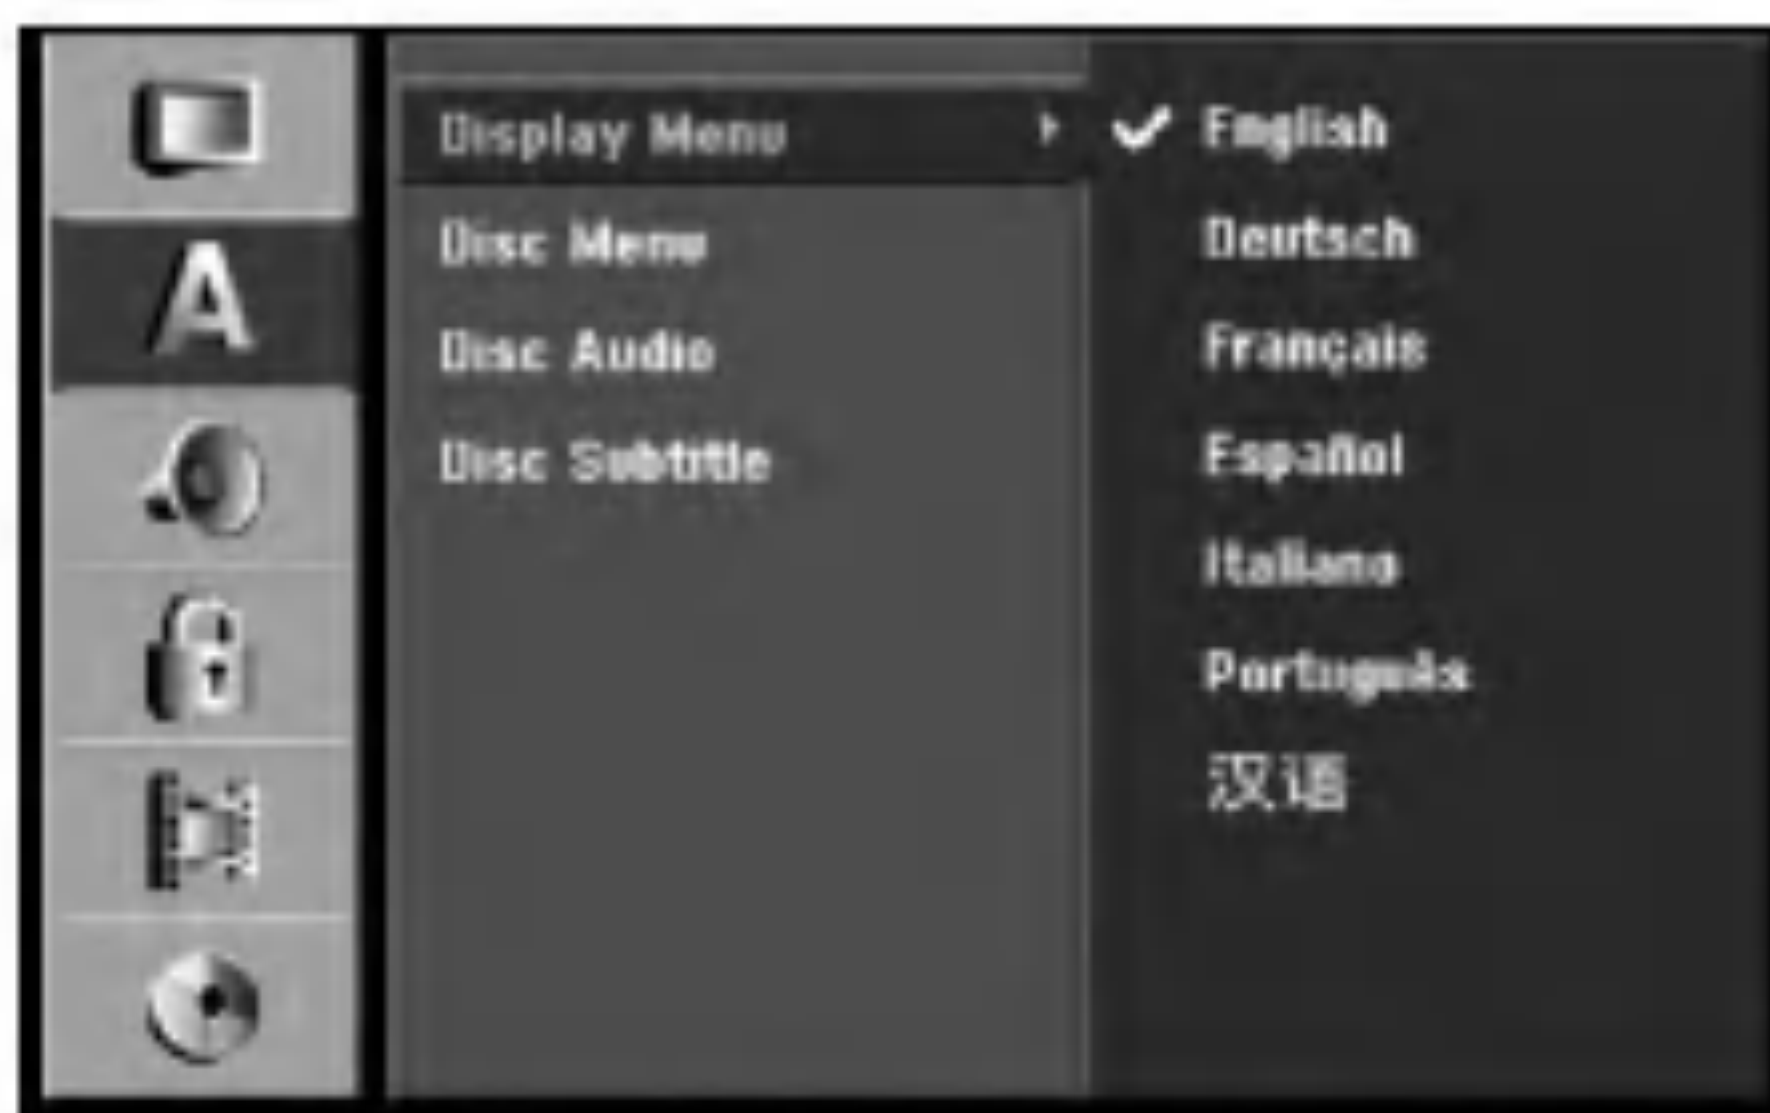 A
Display Menu
Disc Menu
Disc Audio
Disc Subtitle
English
Deutsch
Français
Español
Italiano
Português
汉语